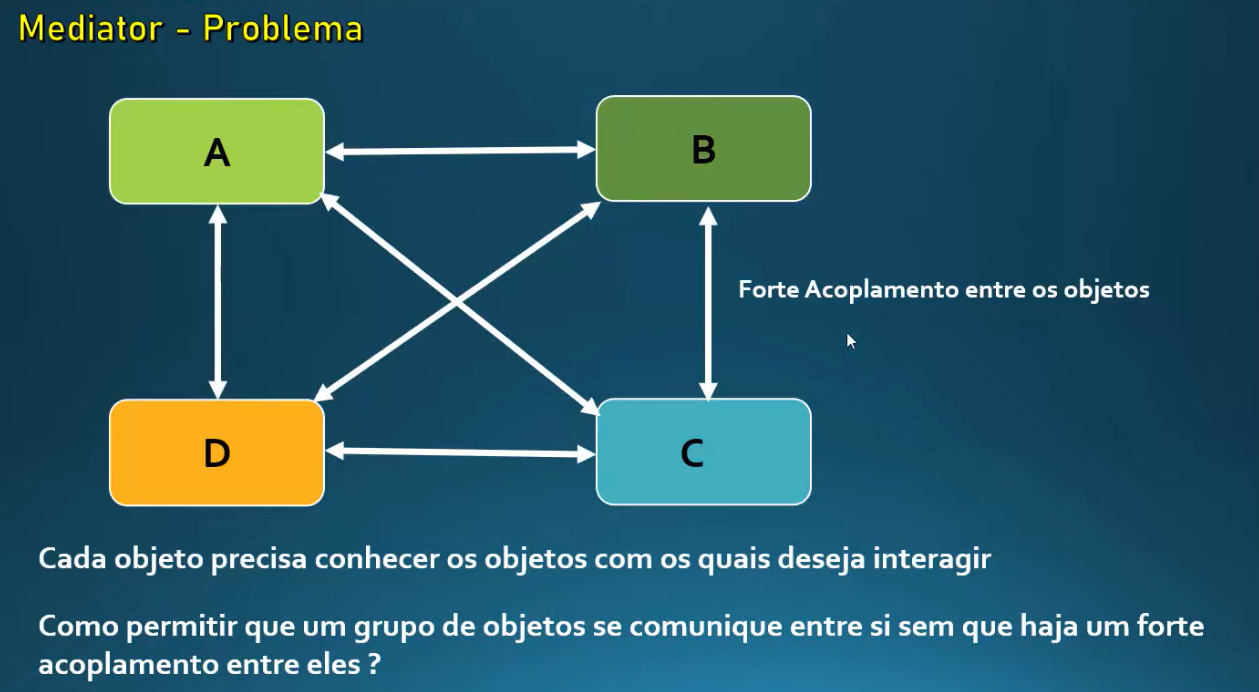 Mediator - Problema
A
B
Forte Acoplamento entre os objetos
D
C
Cada objeto precisa conhecer os objetos com os quais deseja interagir
Como permitir que um grupo de objetos se comunique entre si sem que haja um forte
acoplamento entre eles ?